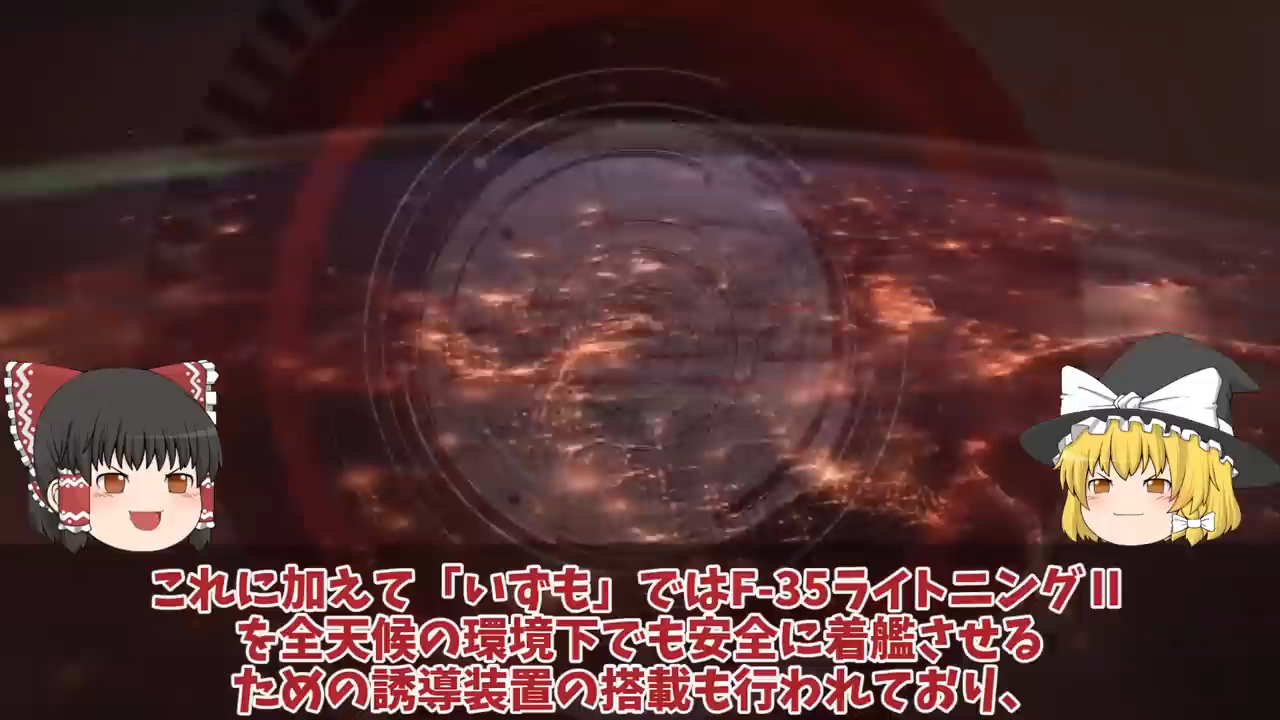 これに加えて「いずも」ではF-35ライトニングⅡ
を全天候の環境下でも安全に着艦させる
ための誘導装置の搭載も行われており、